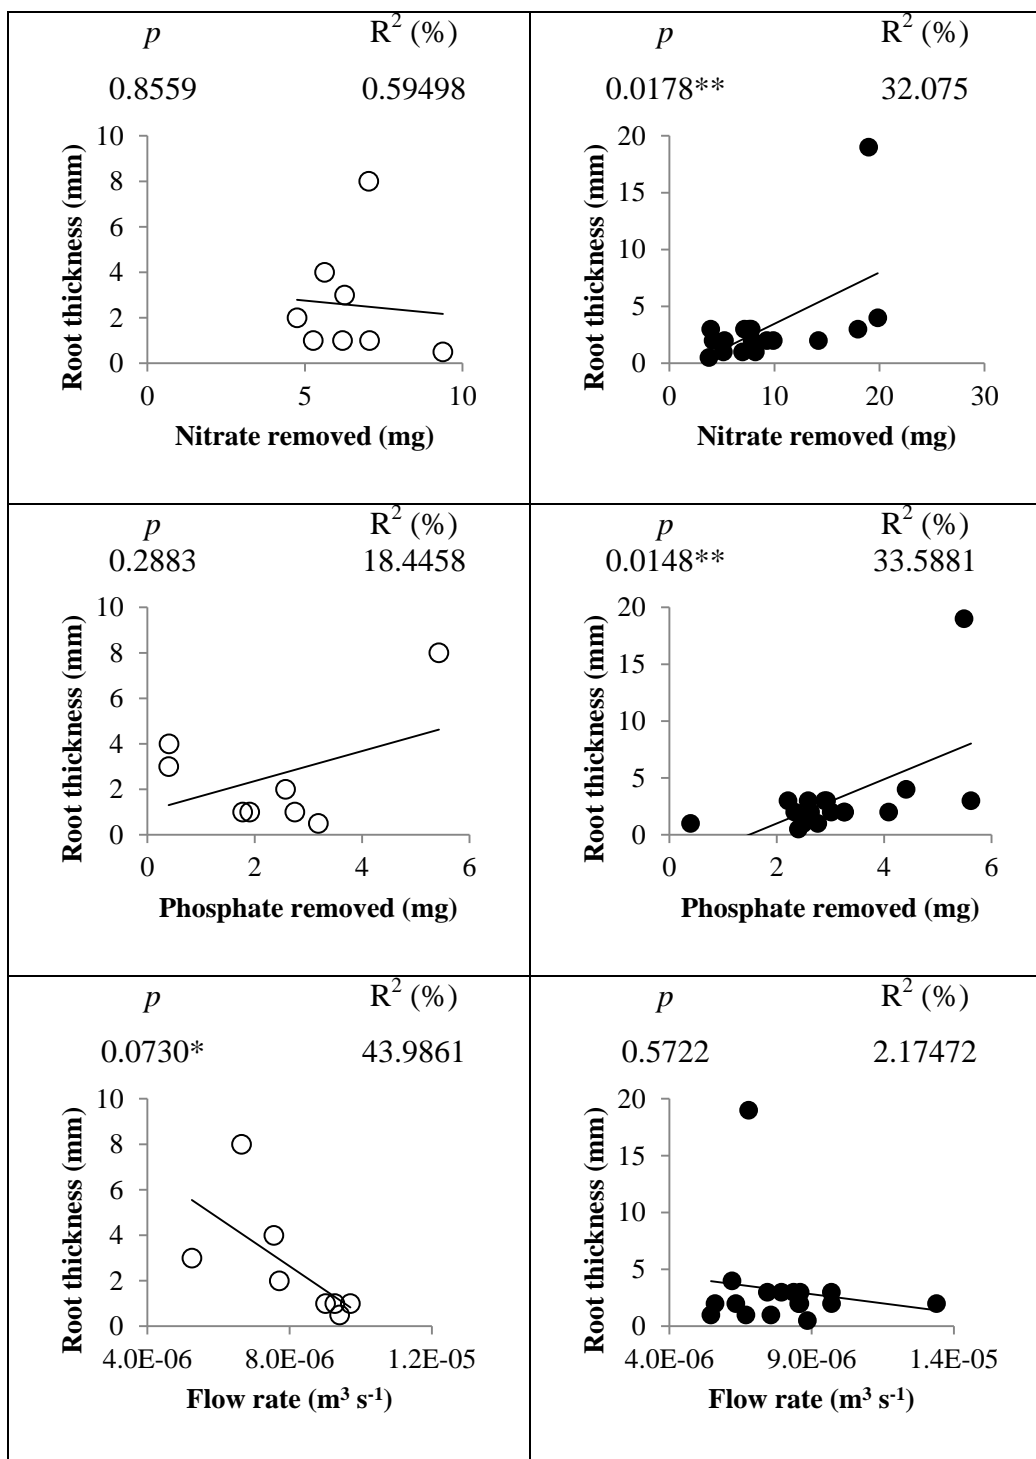 p R² (%)
0.8559 0.59498
10
8
6
4
2
0
0 5 10
Root thickness (mm)
Nitrate removed (mg)
p R² (%)
0.0178** 32.075
20
15
10
5
0
0 10 20 30
Root thickness (mm)
Nitrate removed (mg)
p R² (%)
0.2883 18.4458
10
8
6
4
2
0
0 2 4 6
Root thickness (mm)
Phosphate removed (mg)
p R² (%)
0.0148** 33.5881
20
15
10
5
0
0 2 4 6
Root thickness (mm)
Phosphate removed (mg)
p R² (%)
0.0730* 43.9861
10
8
6
4
2
0
4.0E-06 8.0E-06 1.2E-05
Root thickness (mm)
Flow rate (m³ s⁻¹)
p R² (%)
0.5722 2.17472
20
15
10
5
0
4.0E-06 9.0E-06 1.4E-05
Root thickness (mm)
Flow rate (m³ s⁻¹)